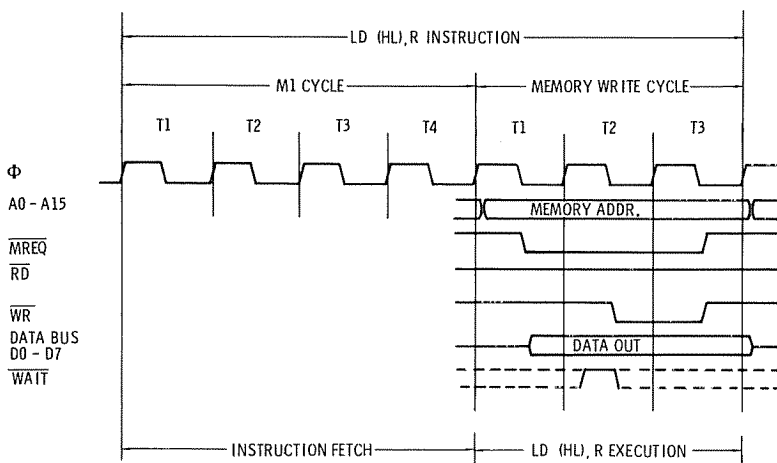 LD (HL), R INSTRUCTION
M1 CYCLE MEMORY WRITE CYCLE
T1 T2 T3 T4 T1 T2 T3
Φ
A0 - A15 MEMORY ADDR.
MREQ
RD
WR
DATA BUS
D0 - D7 DATA OUT
WAIT
INSTRUCTION FETCH LD (HL), R EXECUTION